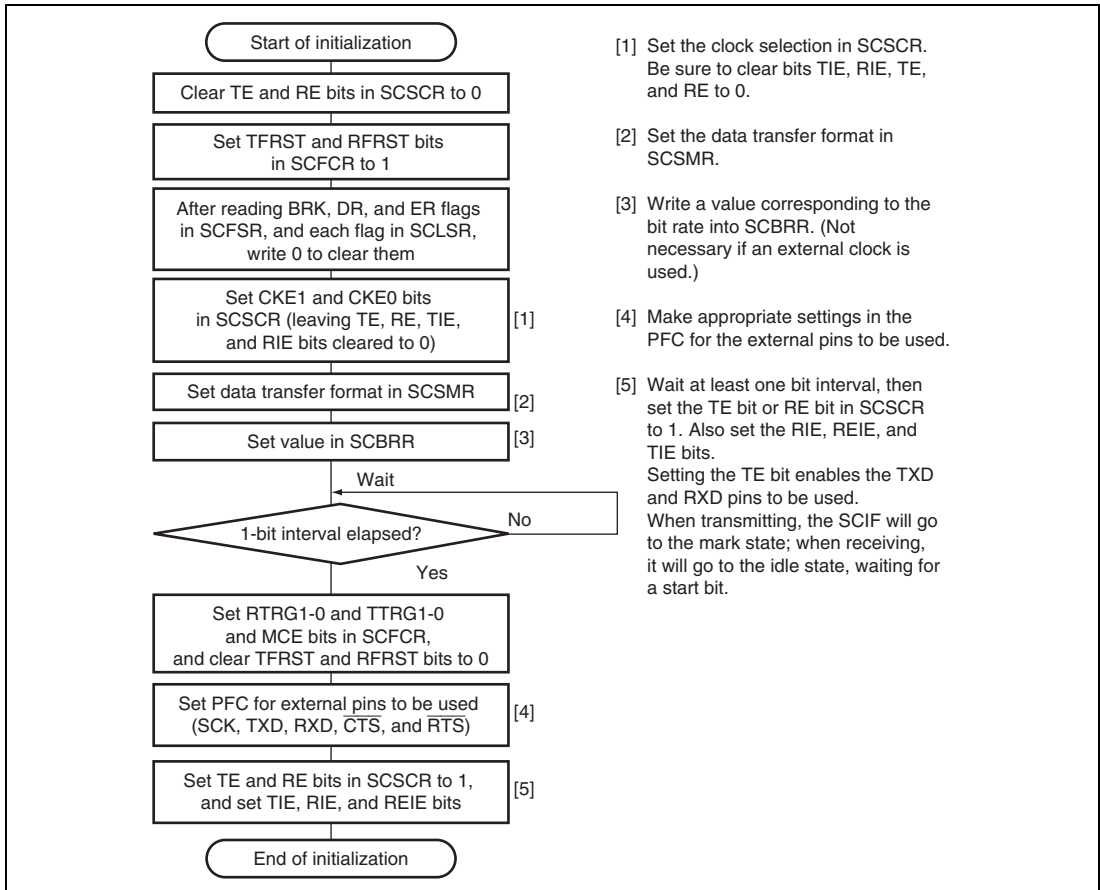 Start of initialization
Clear TE and RE bits in SCSCR to 0
Set TFRST and RFRST bits
in SCFCR to 1
After reading BRK, DR, and ER flags
in SCFSR, and each flag in SCLSR,
write 0 to clear them
Set CKE1 and CKE0 bits
in SCSCR (leaving TE, RE, TIE,
and RIE bits cleared to 0)
[1]
Set data transfer format in SCSMR
[2]
Set value in SCBRR
[3]
Wait
1-bit interval elapsed?
No
Yes
Set RTRG1-0 and TTRG1-0
and MCE bits in SCFCR,
and clear TFRST and RFRST bits to 0
Set PFC for external pins to be used
(SCK, TXD, RXD, CTS, and RTS)
[4]
Set TE and RE bits in SCSCR to 1,
and set TIE, RIE, and REIE bits
[5]
End of initialization
[1] Set the clock selection in SCSCR.
Be sure to clear bits TIE, RIE, TE,
and RE to 0.
[2] Set the data transfer format in
SCSMR.
[3] Write a value corresponding to the
bit rate into SCBRR. (Not
necessary if an external clock is
used.)
[4] Make appropriate settings in the
PFC for the external pins to be used.
[5] Wait at least one bit interval, then
set the TE bit or RE bit in SCSCR
to 1. Also set the RIE, REIE, and
TIE bits.
Setting the TE bit enables the TXD
and RXD pins to be used.
When transmitting, the SCIF will go
to the mark state; when receiving,
it will go to the idle state, waiting for
a start bit.